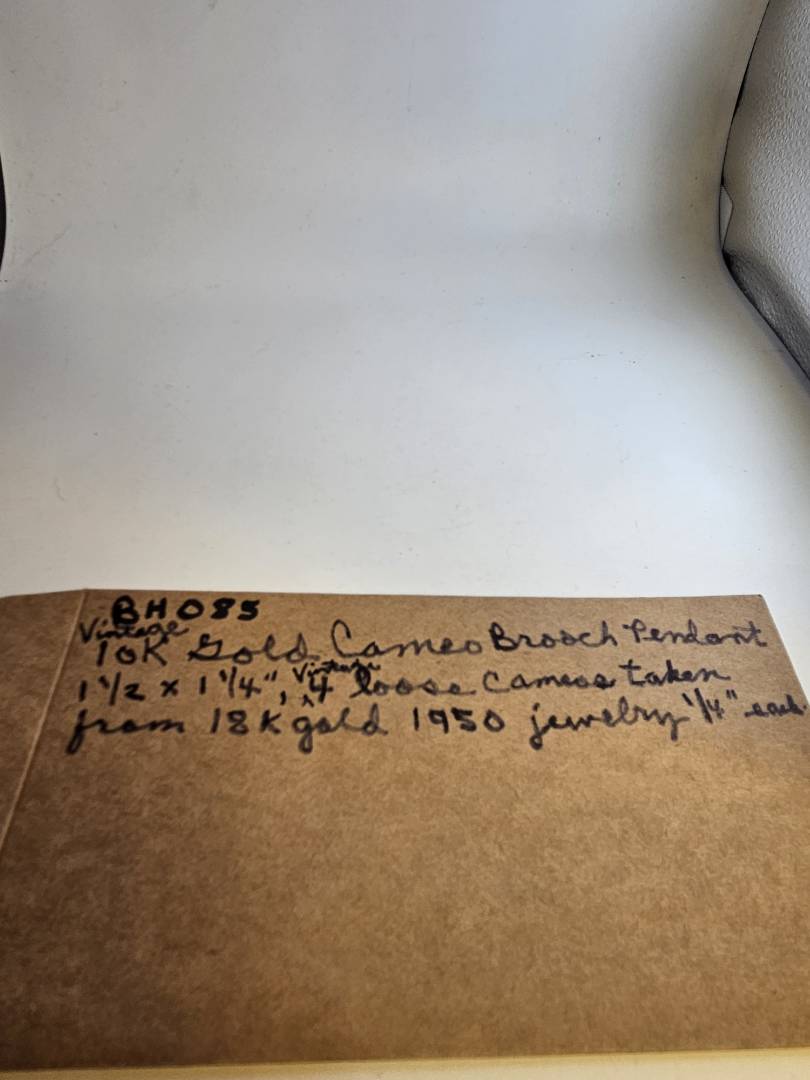 BH085
Vintage
10K Gold Cameo Brooch Pendant
1 1/2 x 1 1/4", Vintage 4 loose Cameos taken
from 18K gold 1950 jewelry 1/4" each.